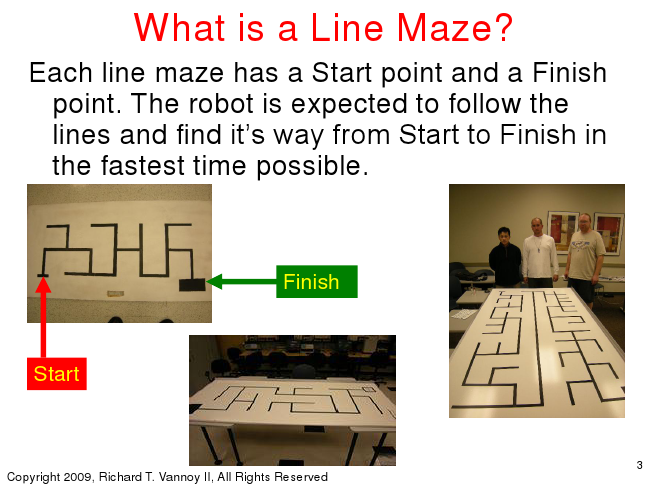 What is a Line Maze?
Each line maze has a Start point and a Finish
point. The robot is expected to follow the
lines and find it's way from Start to Finish in
the fastest time possible.
Finish
Start
3
Copyright 2009, Richard T. Vannoy II, All Rights Reserved